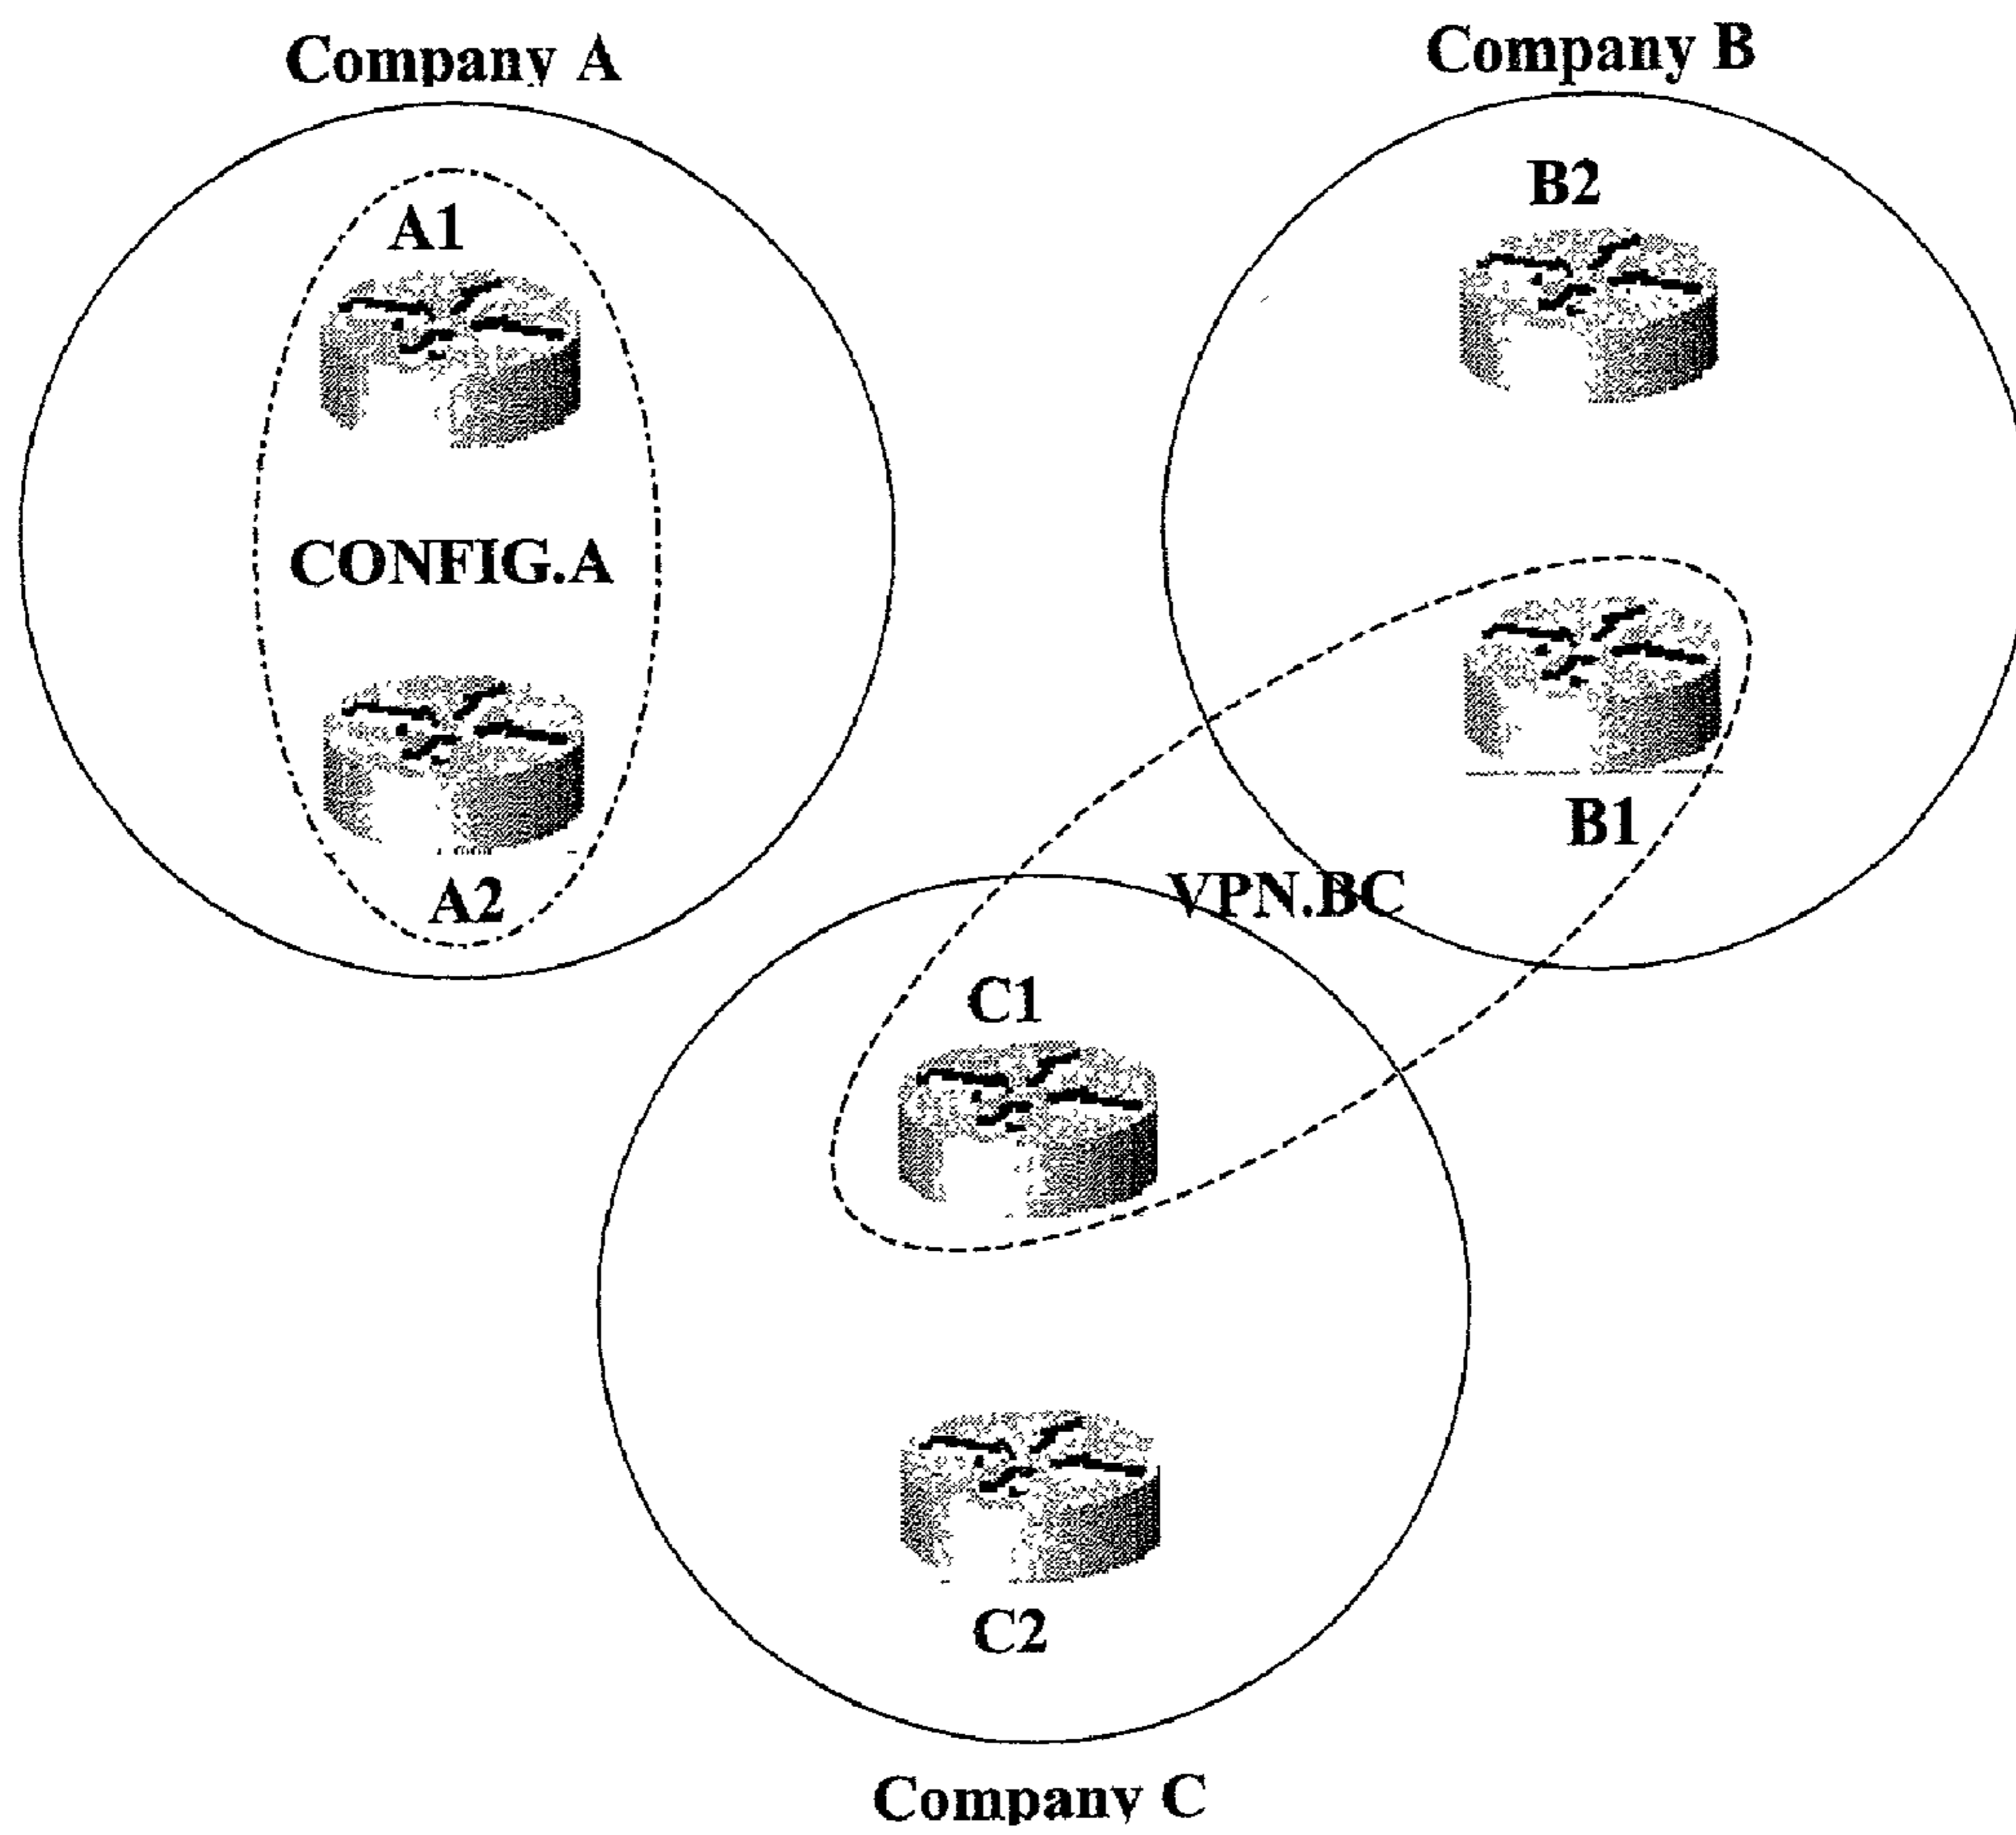 Company A
Company B
A1
B2
CONFIG.A
B1
A2
VPN.BC
C1
C2
Company C